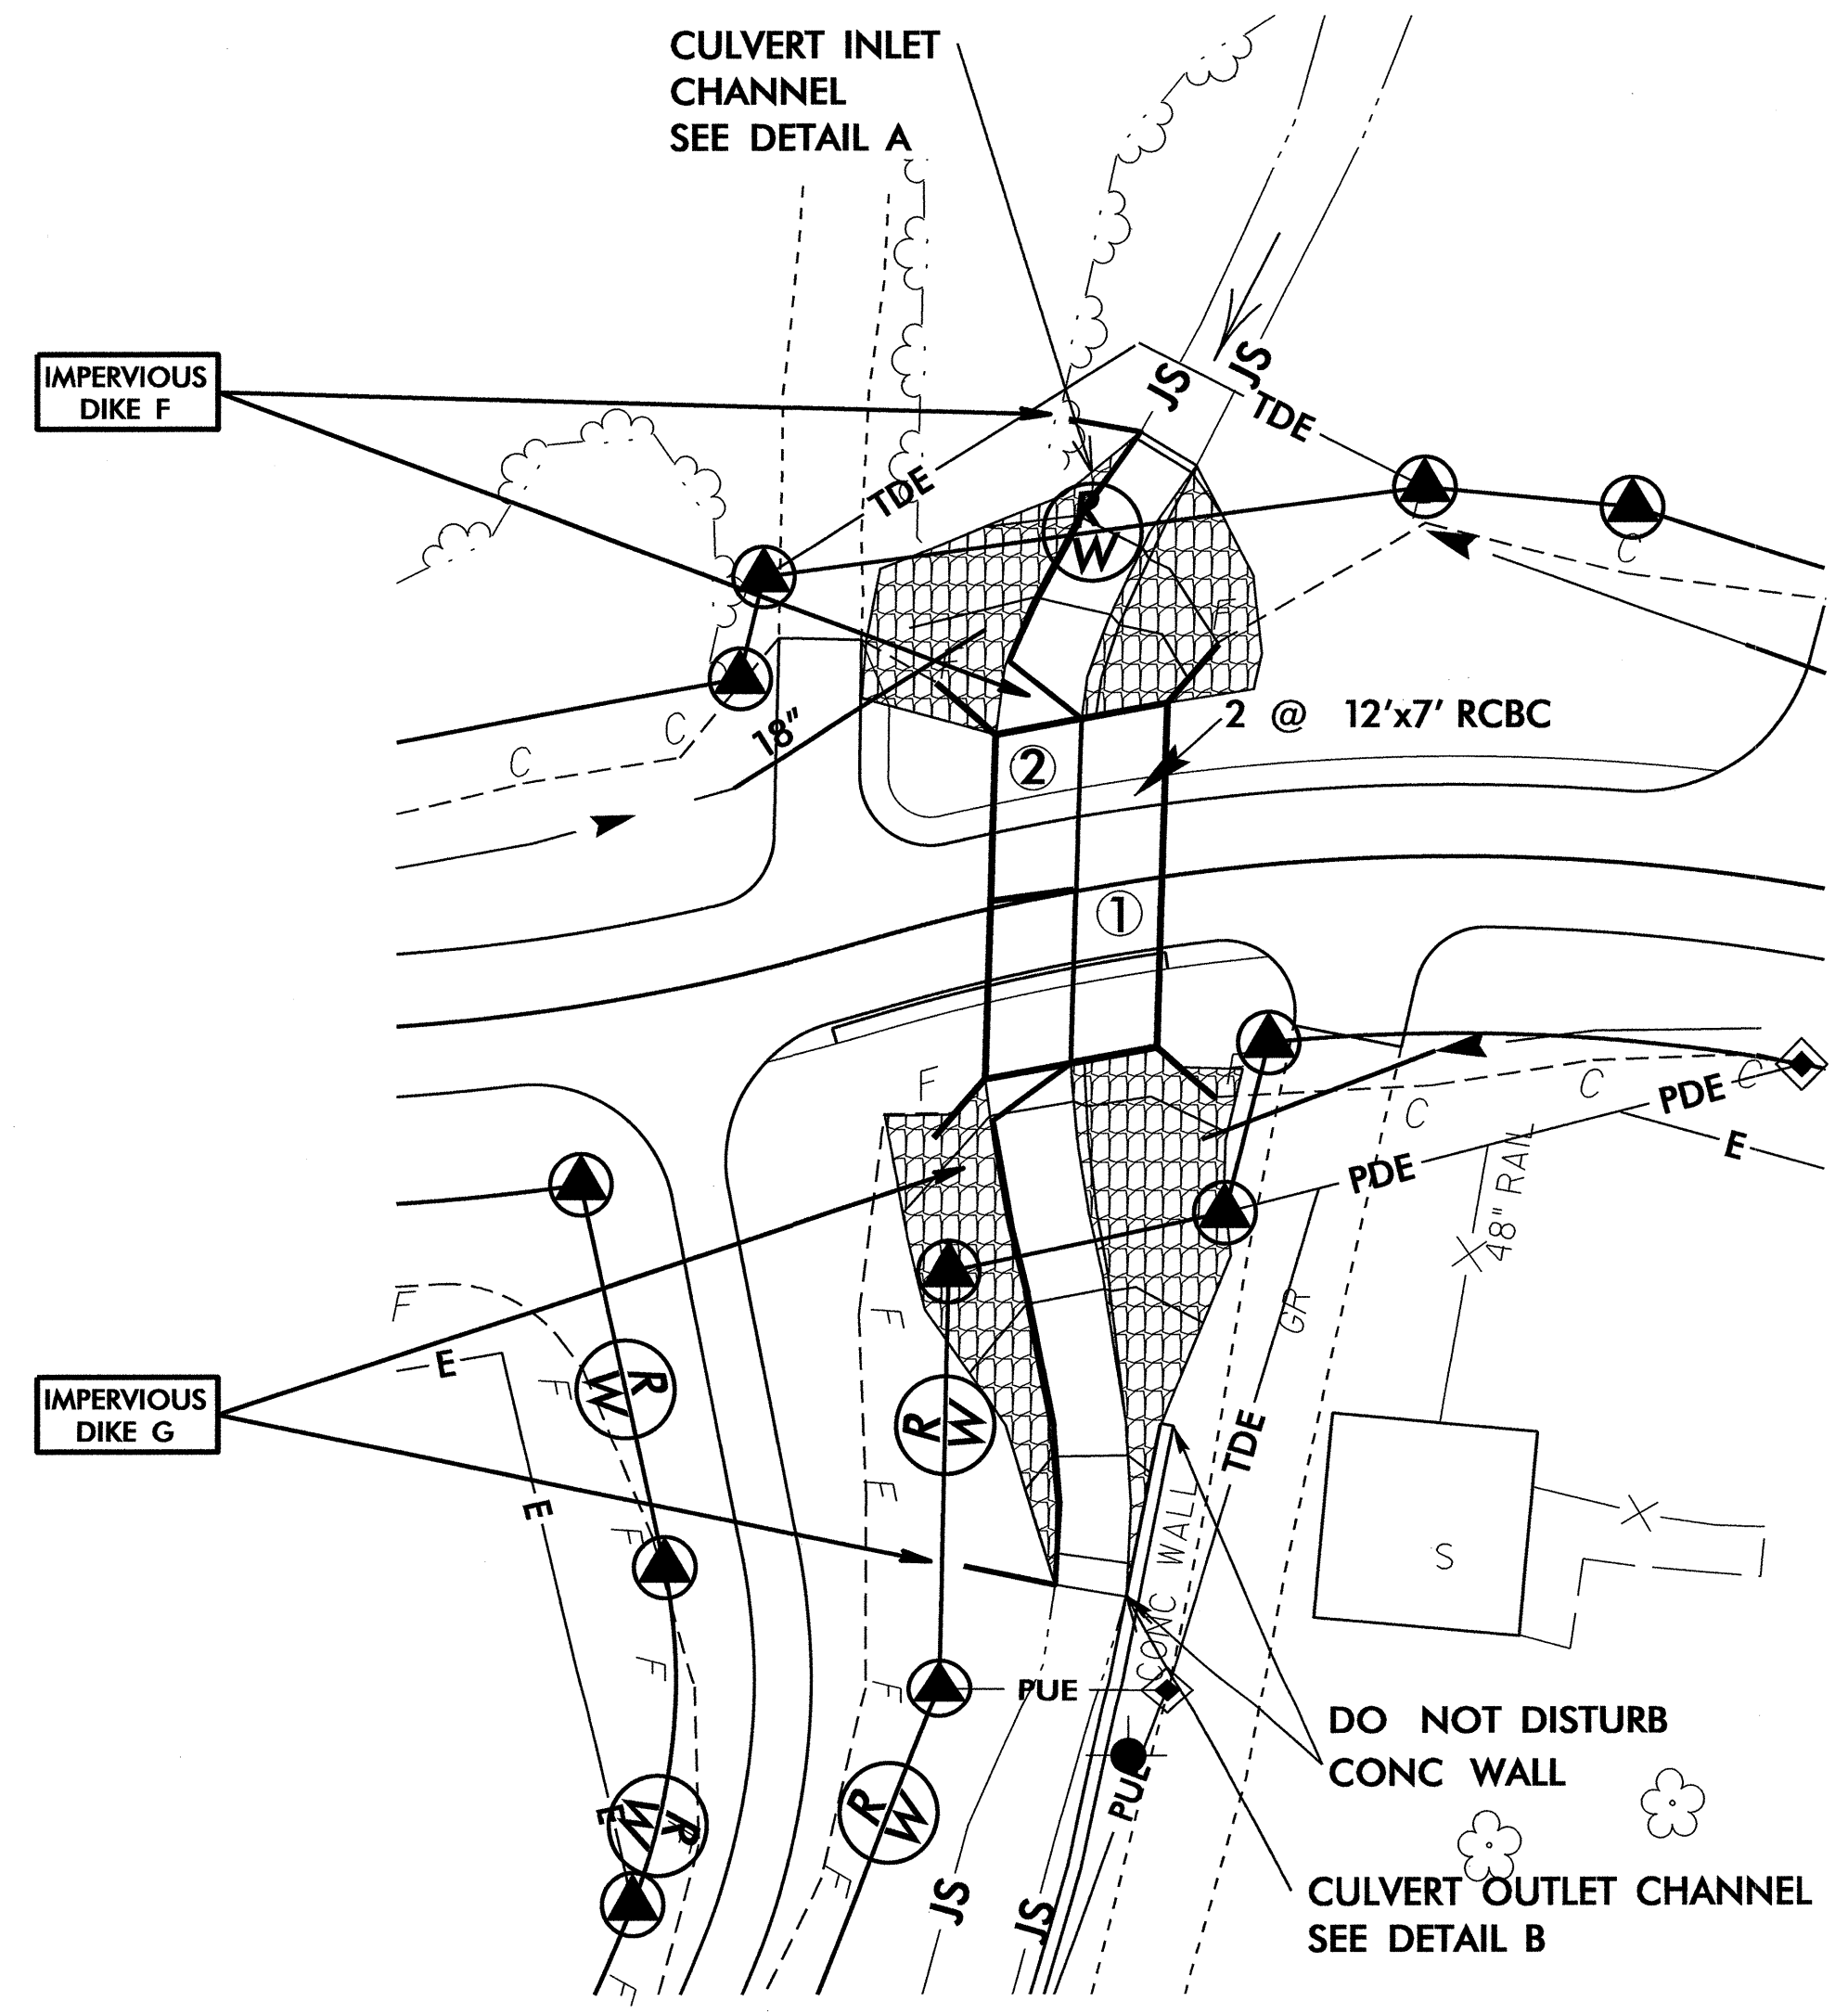 CULVERT INLET
CHANNEL
SEE DETAIL A
JS
JS
IMPERVIOUS
DIKE F
TDE
TDE
R
W
C
F
18"
C
C
2 @ 12'x7' RCBC
2
1
F
C
C
C
PDE
E
PDE
48" RAIL
F
F
GR
E
F
R
W
R
W
IMPERVIOUS
DIKE G
TDE
E
F
F
CONC WALL
S
F
F
PUE
DO NOT DISTURB
CONC WALL
PUE
R
W
R
W
E
F
JS
JS
CULVERT OUTLET CHANNEL
SEE DETAIL B
F